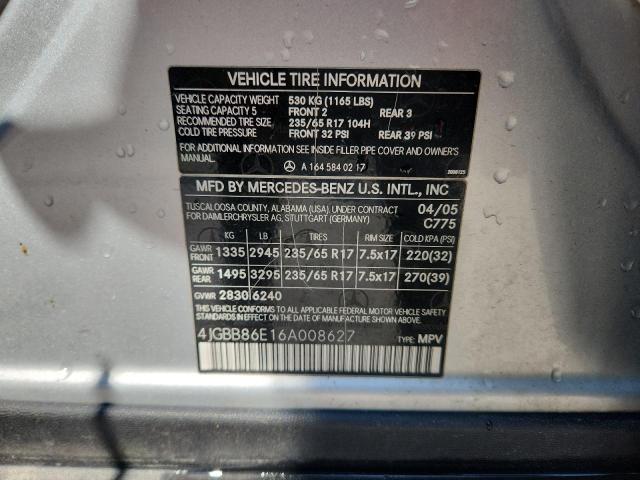 VEHICLE TIRE INFORMATION
VEHICLE CAPACITY WEIGHT 530 KG (1165 LBS)
SEATING CAPACITY 5 FRONT 2 REAR 3
RECOMMENDED TIRE SIZE 235/65 R17 104H
COLD TIRE PRESSURE FRONT 32 PSI REAR 39 PSI
FOR ADDITIONAL INFORMATION SEE INSIDE FILLER PIPE COVER AND OWNER'S
MANUAL.
A 164 584 02 17
MFD BY MERCEDES-BENZ U.S. INTL., INC
TUSCALOOSA COUNTY, ALABAMA (USA), UNDER CONTRACT 04/05
FOR DAIMLERCHRYSLER AG, STUTTGART (GERMANY) C775
KG LB TIRES RIM SIZE COLD KPA (PSI)
GAWR FRONT 1335 2945 235/65 R17 7.5x17 220(32)
GAWR REAR 1495 3295 235/65 R17 7.5x17 270(39)
GVWR 2830 6240
THIS VEHICLE CONFORMS TO ALL APPLICABLE FEDERAL MOTOR VEHICLE SAFETY
STANDARDS IN EFFECT ON THE DATE OF MANUFACTURE SHOWN ABOVE.
4JGBB86E16A008627 TYPE: MPV